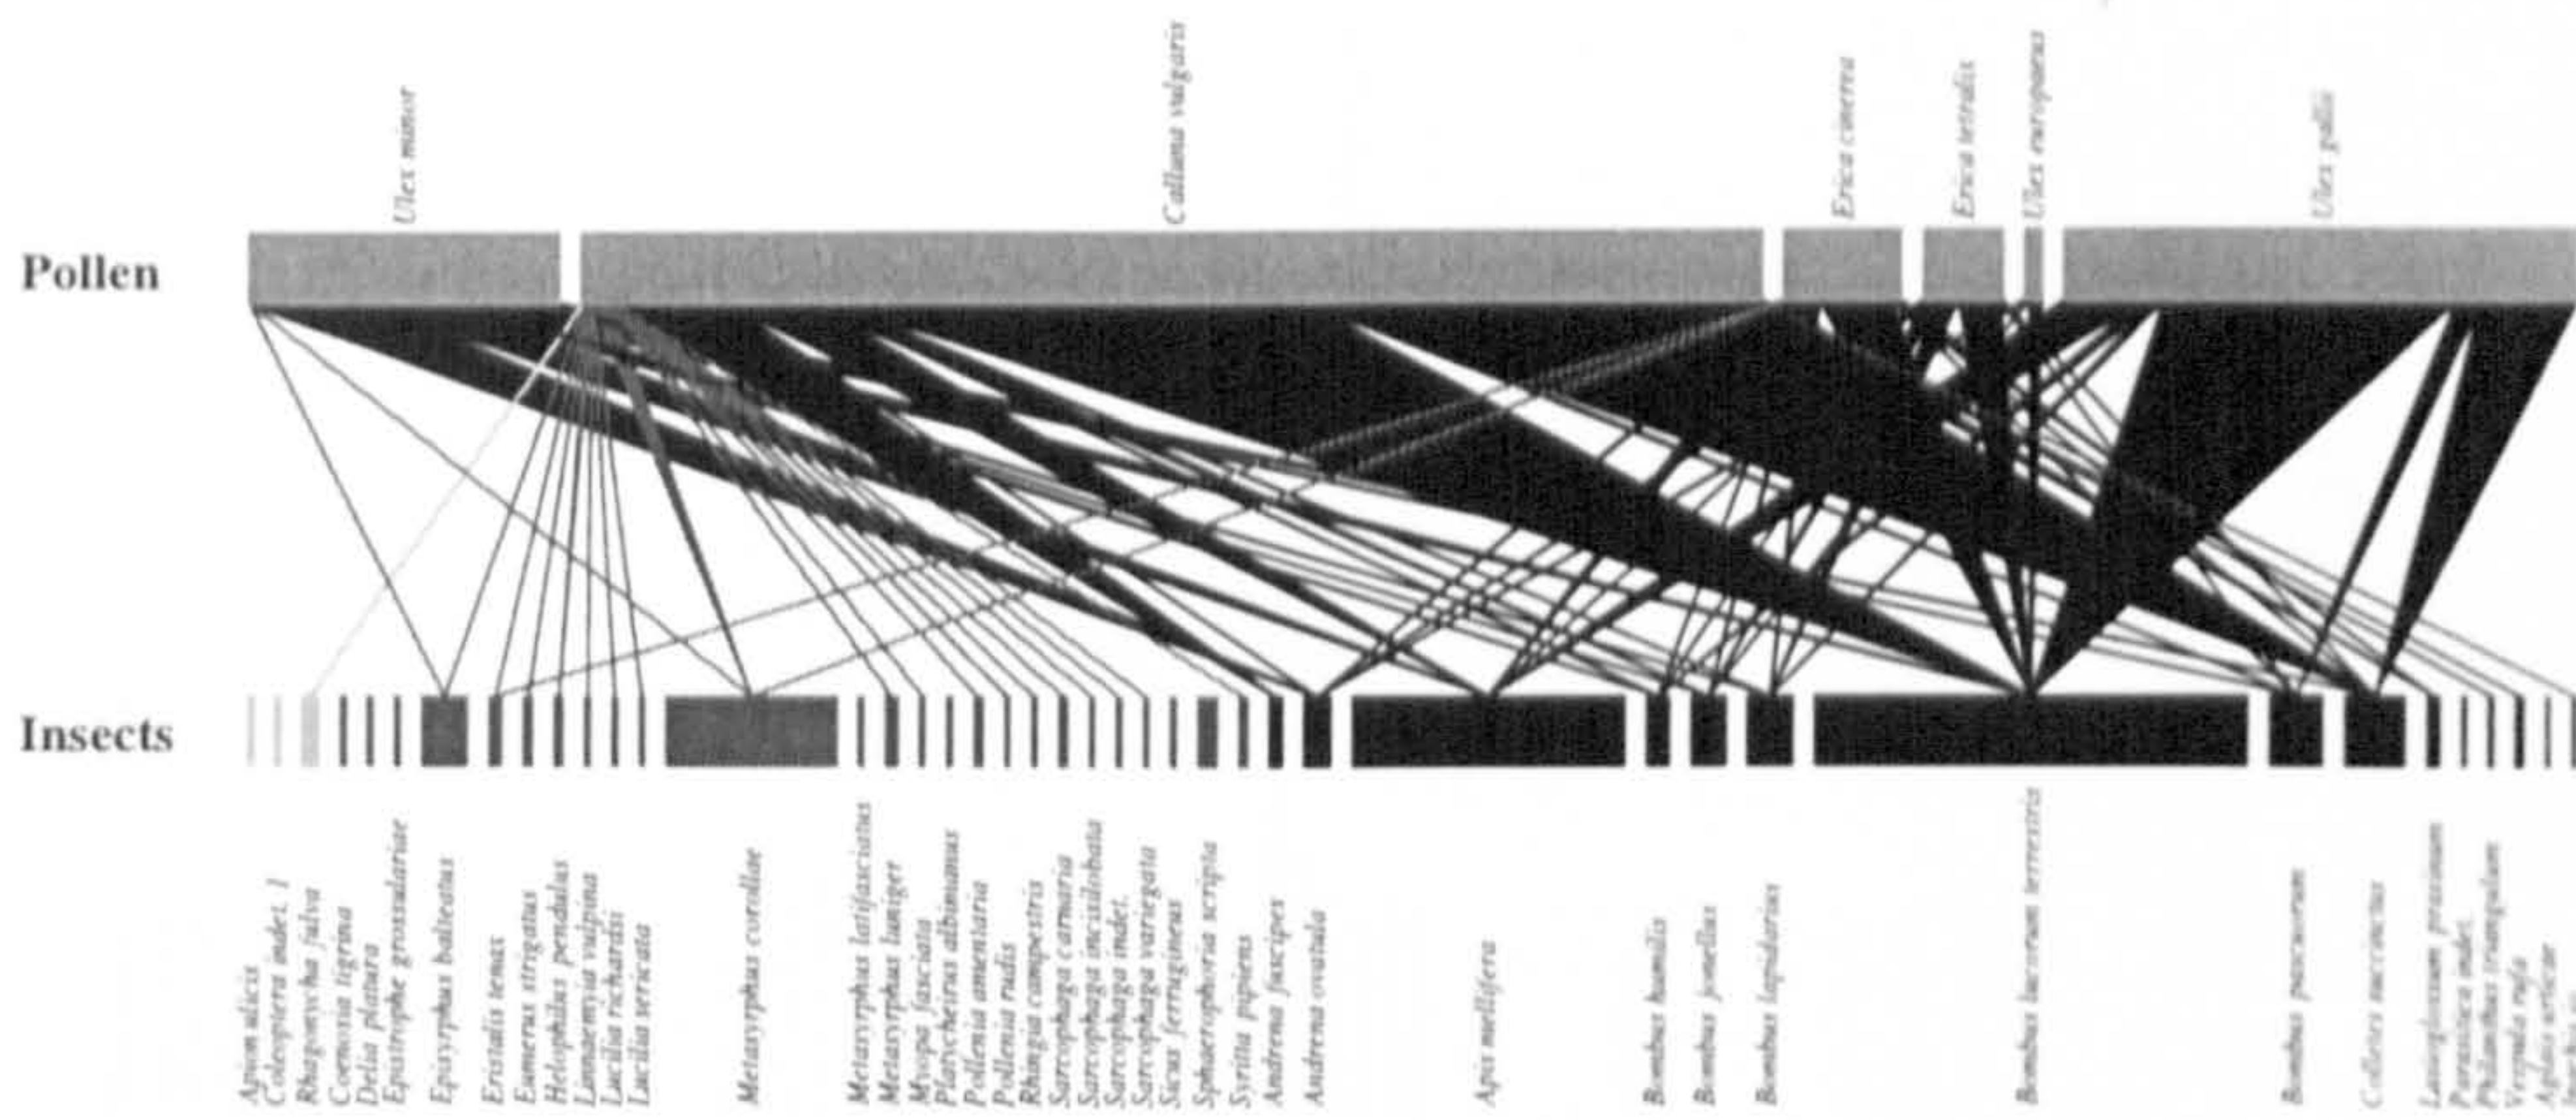 Ulex minor
Calluna vulgaris
Erica cinerea
Erica tetralix
Ulex europaeus
Ulex gallii
Pollen
Insects
Apion ulicis
Coleoptera indet. 1
Rhagonycha fulva
Coenosia tigrina
Delia platura
Epistrophe grossulariae
Episyrphus balteatus
Eristalis tenax
Eumerus strigatus
Helophilus pendulus
Linnaemya vulpina
Lucilia richardsi
Lucilia sericata
Metasyrphus corollae
Metasyrphus latifasciatus
Metasyrphus luniger
Myopa fasciata
Platycheirus albimanus
Pollenia amentaria
Pollenia rudis
Rhingia campestris
Sarcophaga carnaria
Sarcophaga incisilobata
Sarcophaga indet.
Sarcophaga variegata
Sicus ferrugineus
Sphaerophoria scripta
Syritta pipiens
Andrena fuscipes
Andrena ovatula
Apis mellifera
Bombus humilis
Bombus jonellus
Bombus lapidarius
Bombus lucorum terrestris
Bombus pascuorum
Colletes succinctus
Lasioglossum prasinum
Parasitica indet.
Philanthus triangulum
Vespula rufa
Aglais urticae